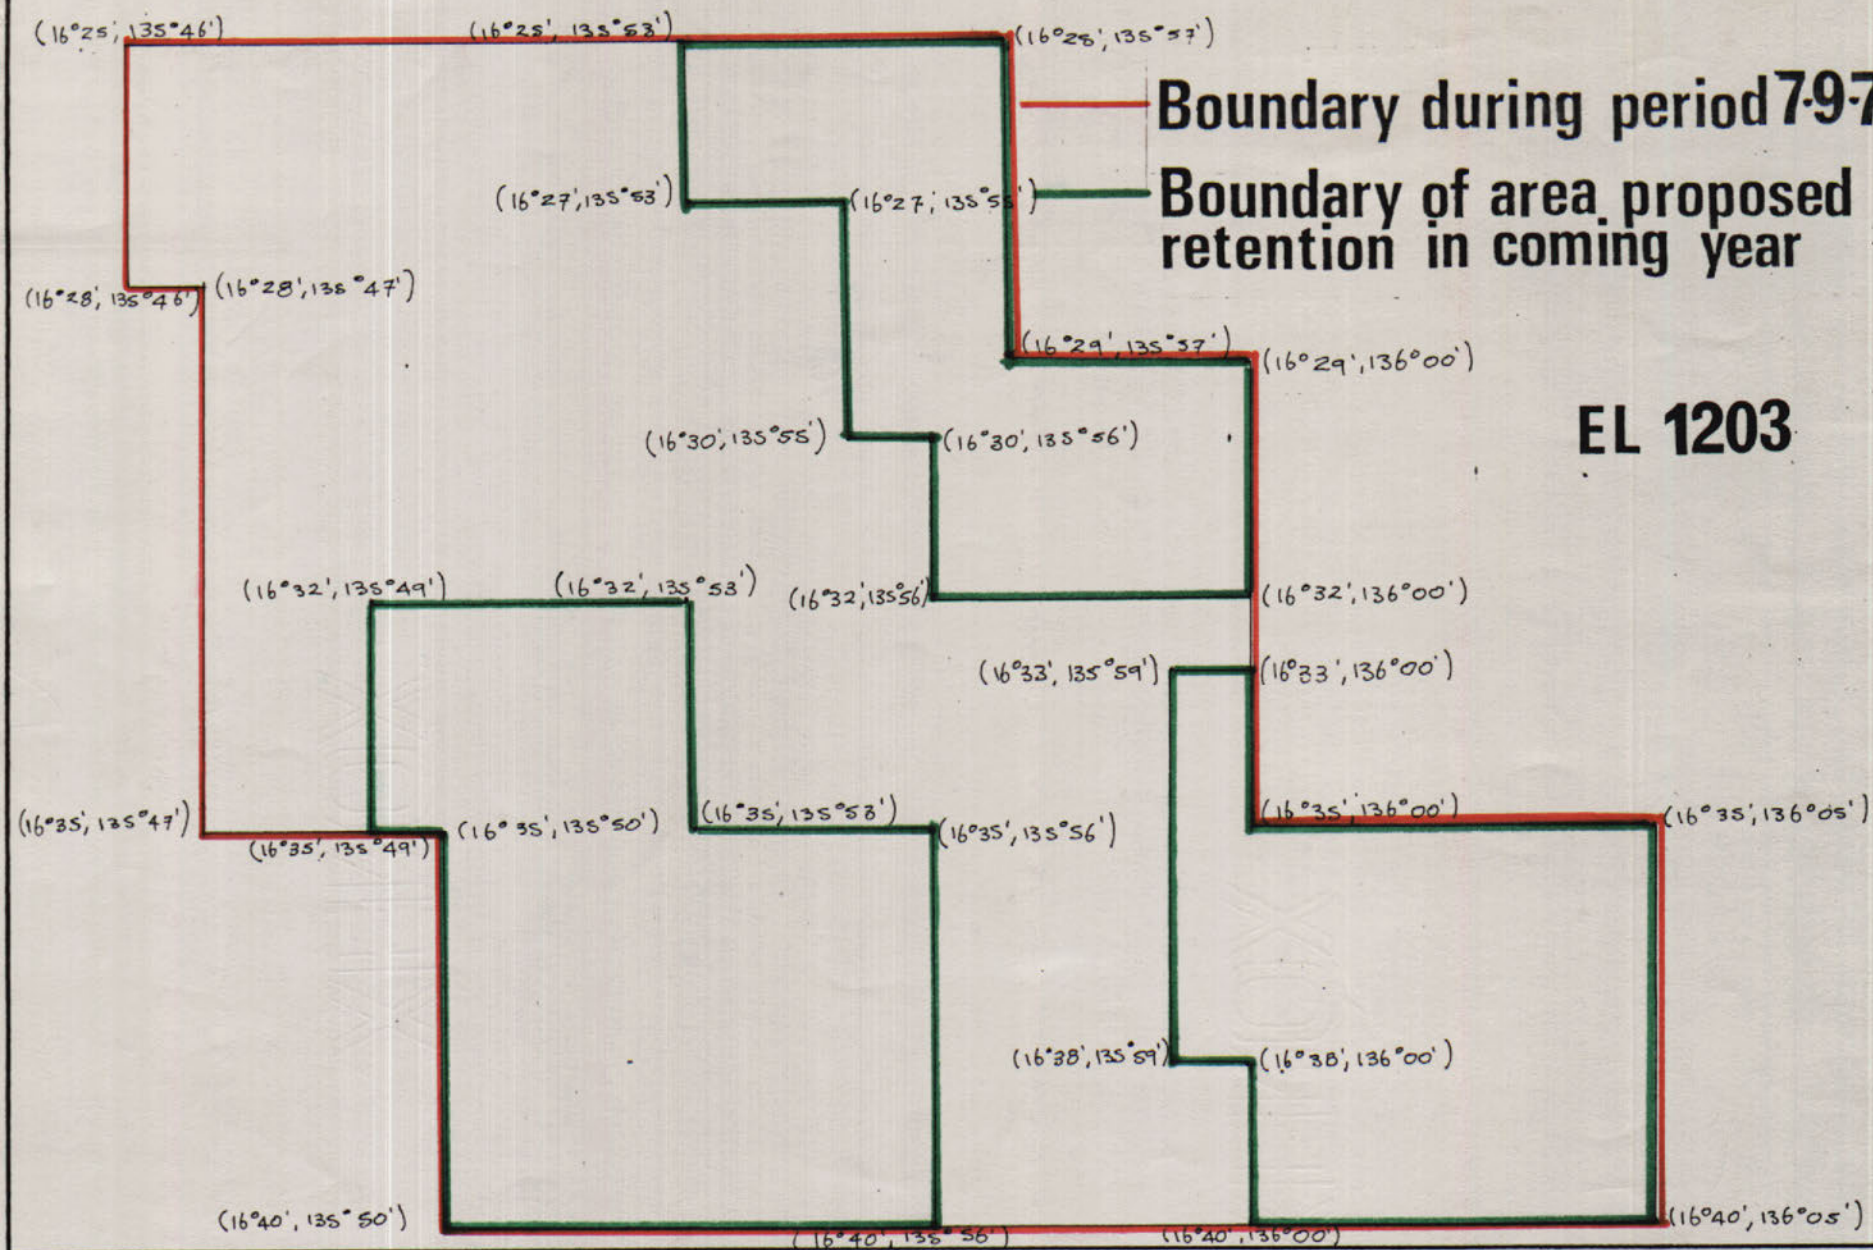 (16°25', 135°46') (16°25', 135°53') (16°25', 135°57')
Boundary during period 7·9·7
(16°27', 135°53') (16°27', 135°55')
Boundary of area proposed
retention in coming year
(16°28', 135°46') (16°28', 135°47')
(16°29', 135°57') (16°29', 136°00')
EL 1203
(16°30', 135°55') (16°30', 135°56')
(16°32', 135°49') (16°32', 135°53') (16°32', 135°56') (16°32', 136°00')
(16°33', 135°59') (16°33', 136°00')
(16°35', 135°47') (16°35', 135°49') (16°35', 135°50') (16°35', 135°53') (16°35', 135°56') (16°35', 136°00') (16°35', 136°05')
(16°38', 135°59') (16°38', 136°00')
(16°40', 135°50') (16°40', 135°56') (16°40', 136°00') (16°40', 136°05')